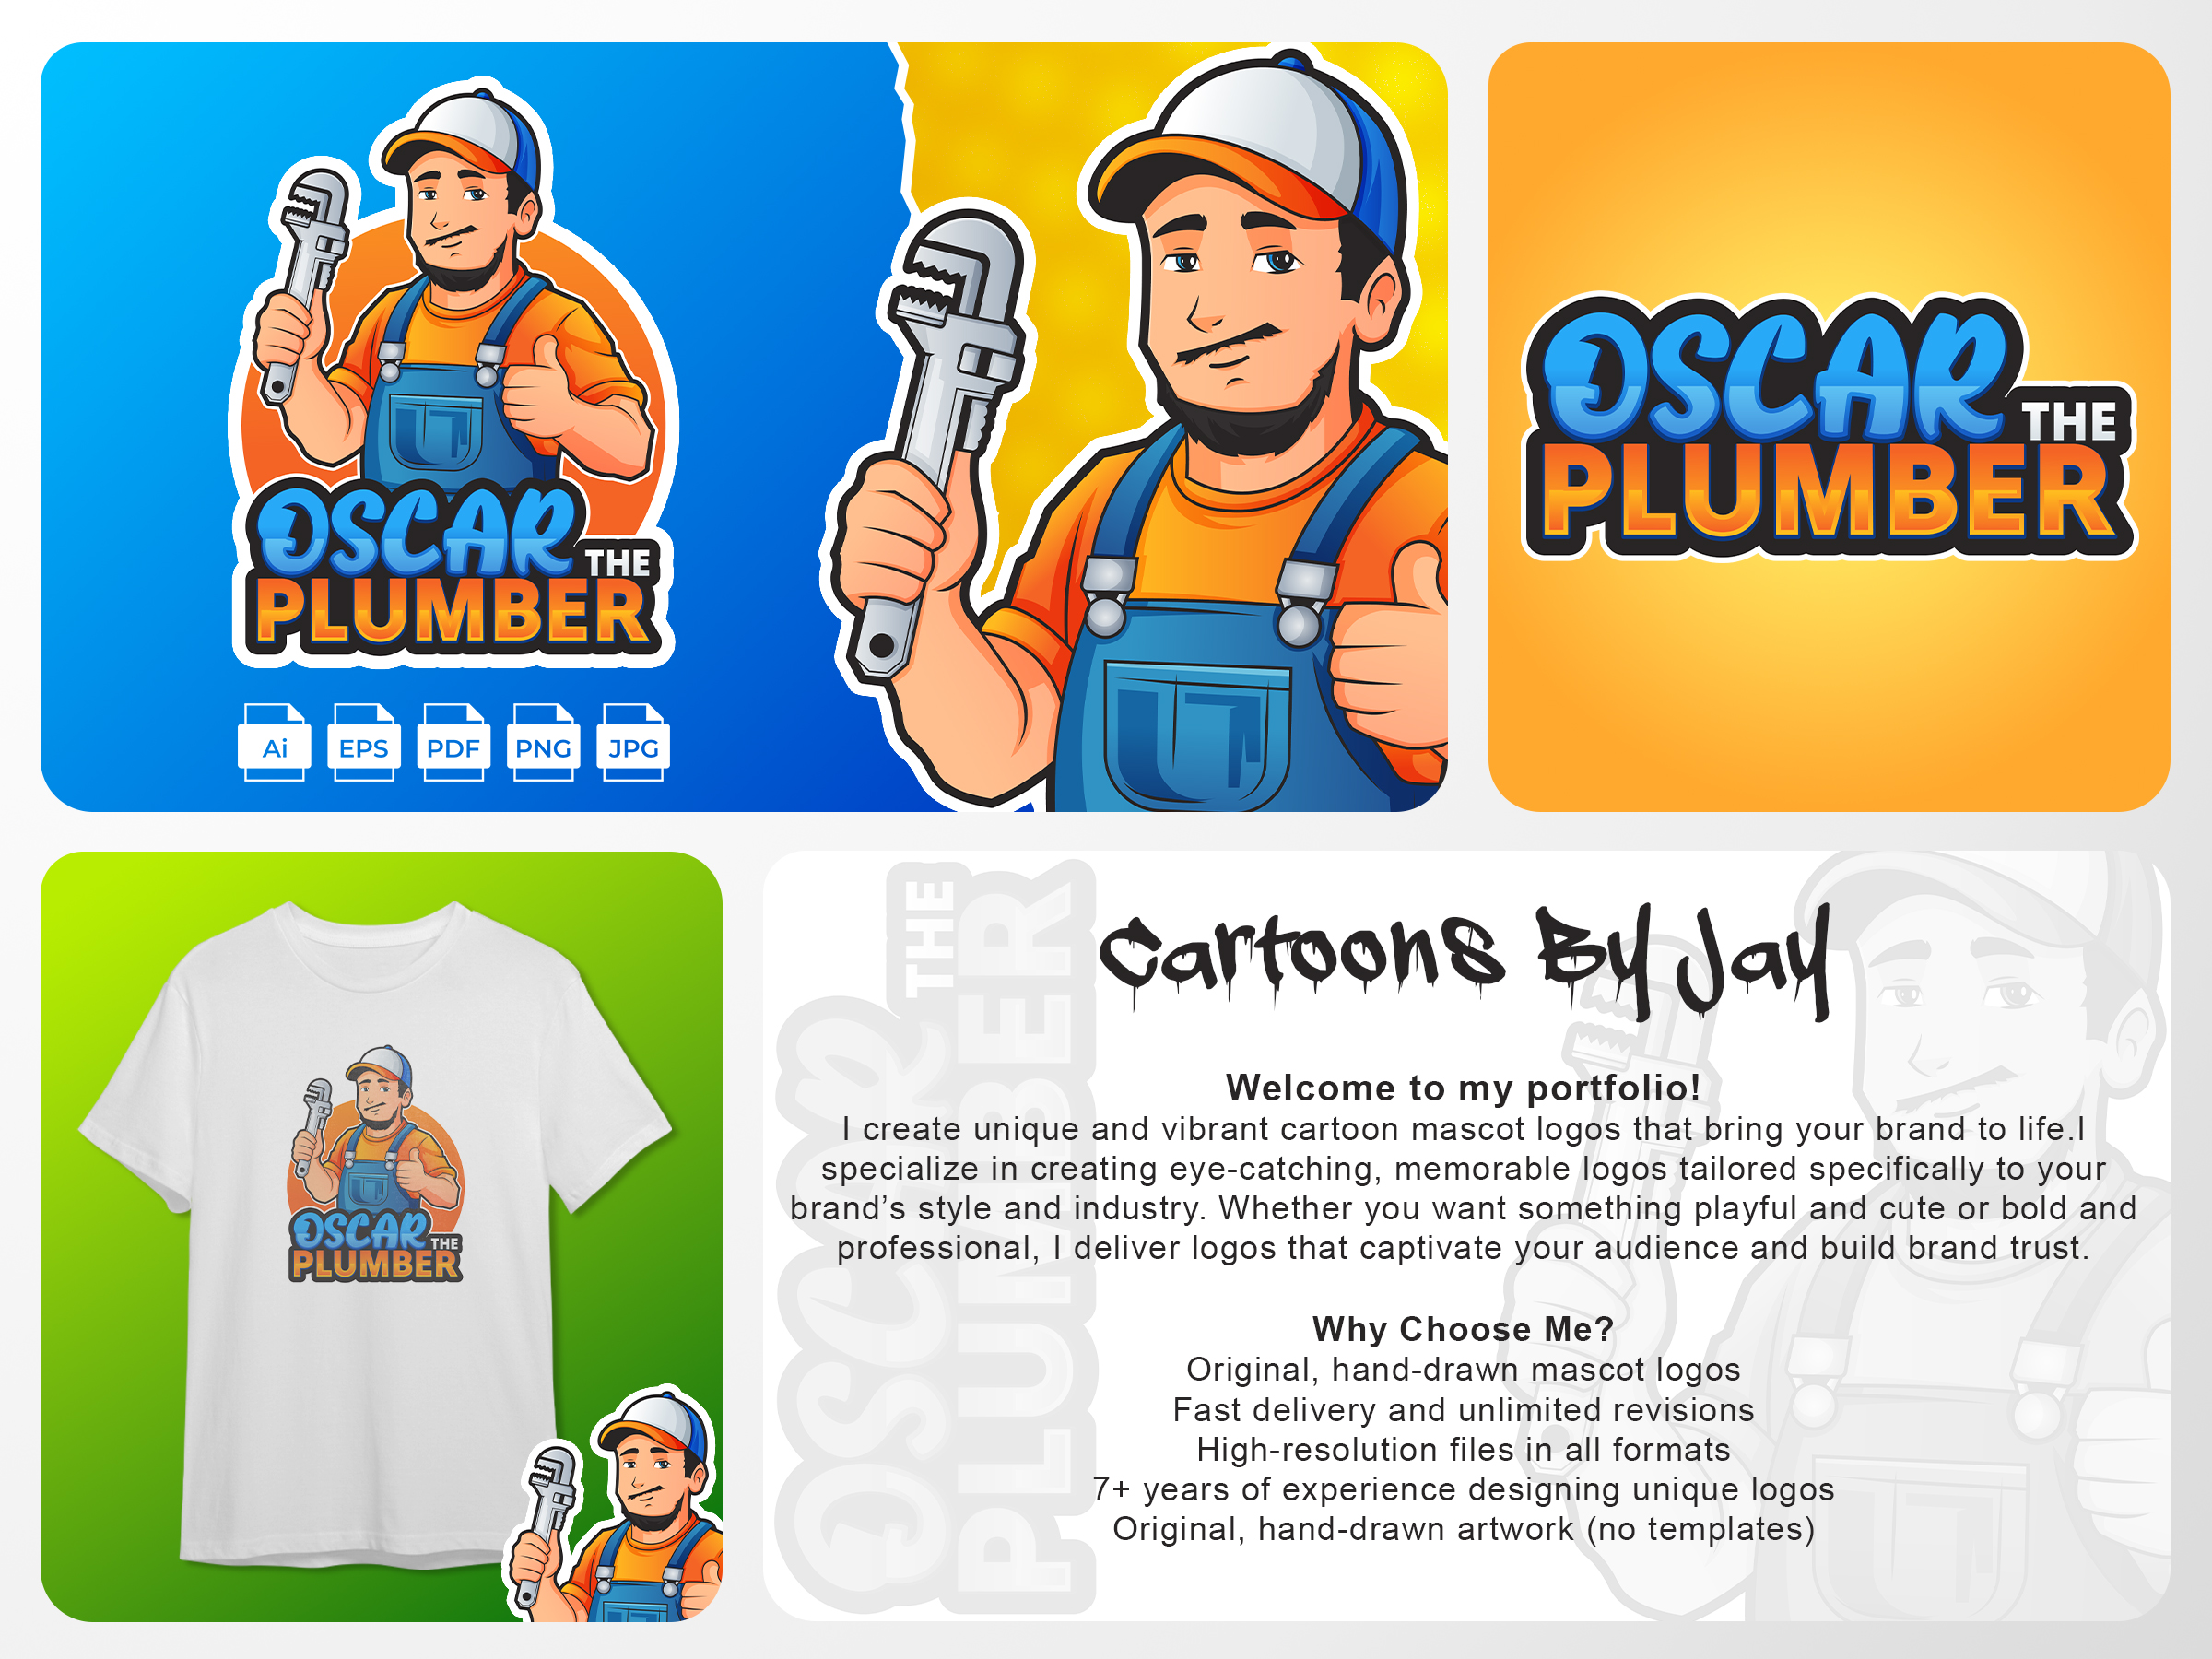 OSCAR
THE
PLUMBER
Ai EPS PDF PNG JPG
OSCAR
THE
PLUMBER
OSCAR
THE
PLUMBER
OSCAR
THE
PLUMBER
Cartoons By Jay
Welcome to my portfolio!
I create unique and vibrant cartoon mascot logos that bring your brand to life.I
specialize in creating eye-catching, memorable logos tailored specifically to your
brand’s style and industry. Whether you want something playful and cute or bold and
professional, I deliver logos that captivate your audience and build brand trust.
Why Choose Me?
Original, hand-drawn mascot logos
Fast delivery and unlimited revisions
High-resolution files in all formats
7+ years of experience designing unique logos
Original, hand-drawn artwork (no templates)